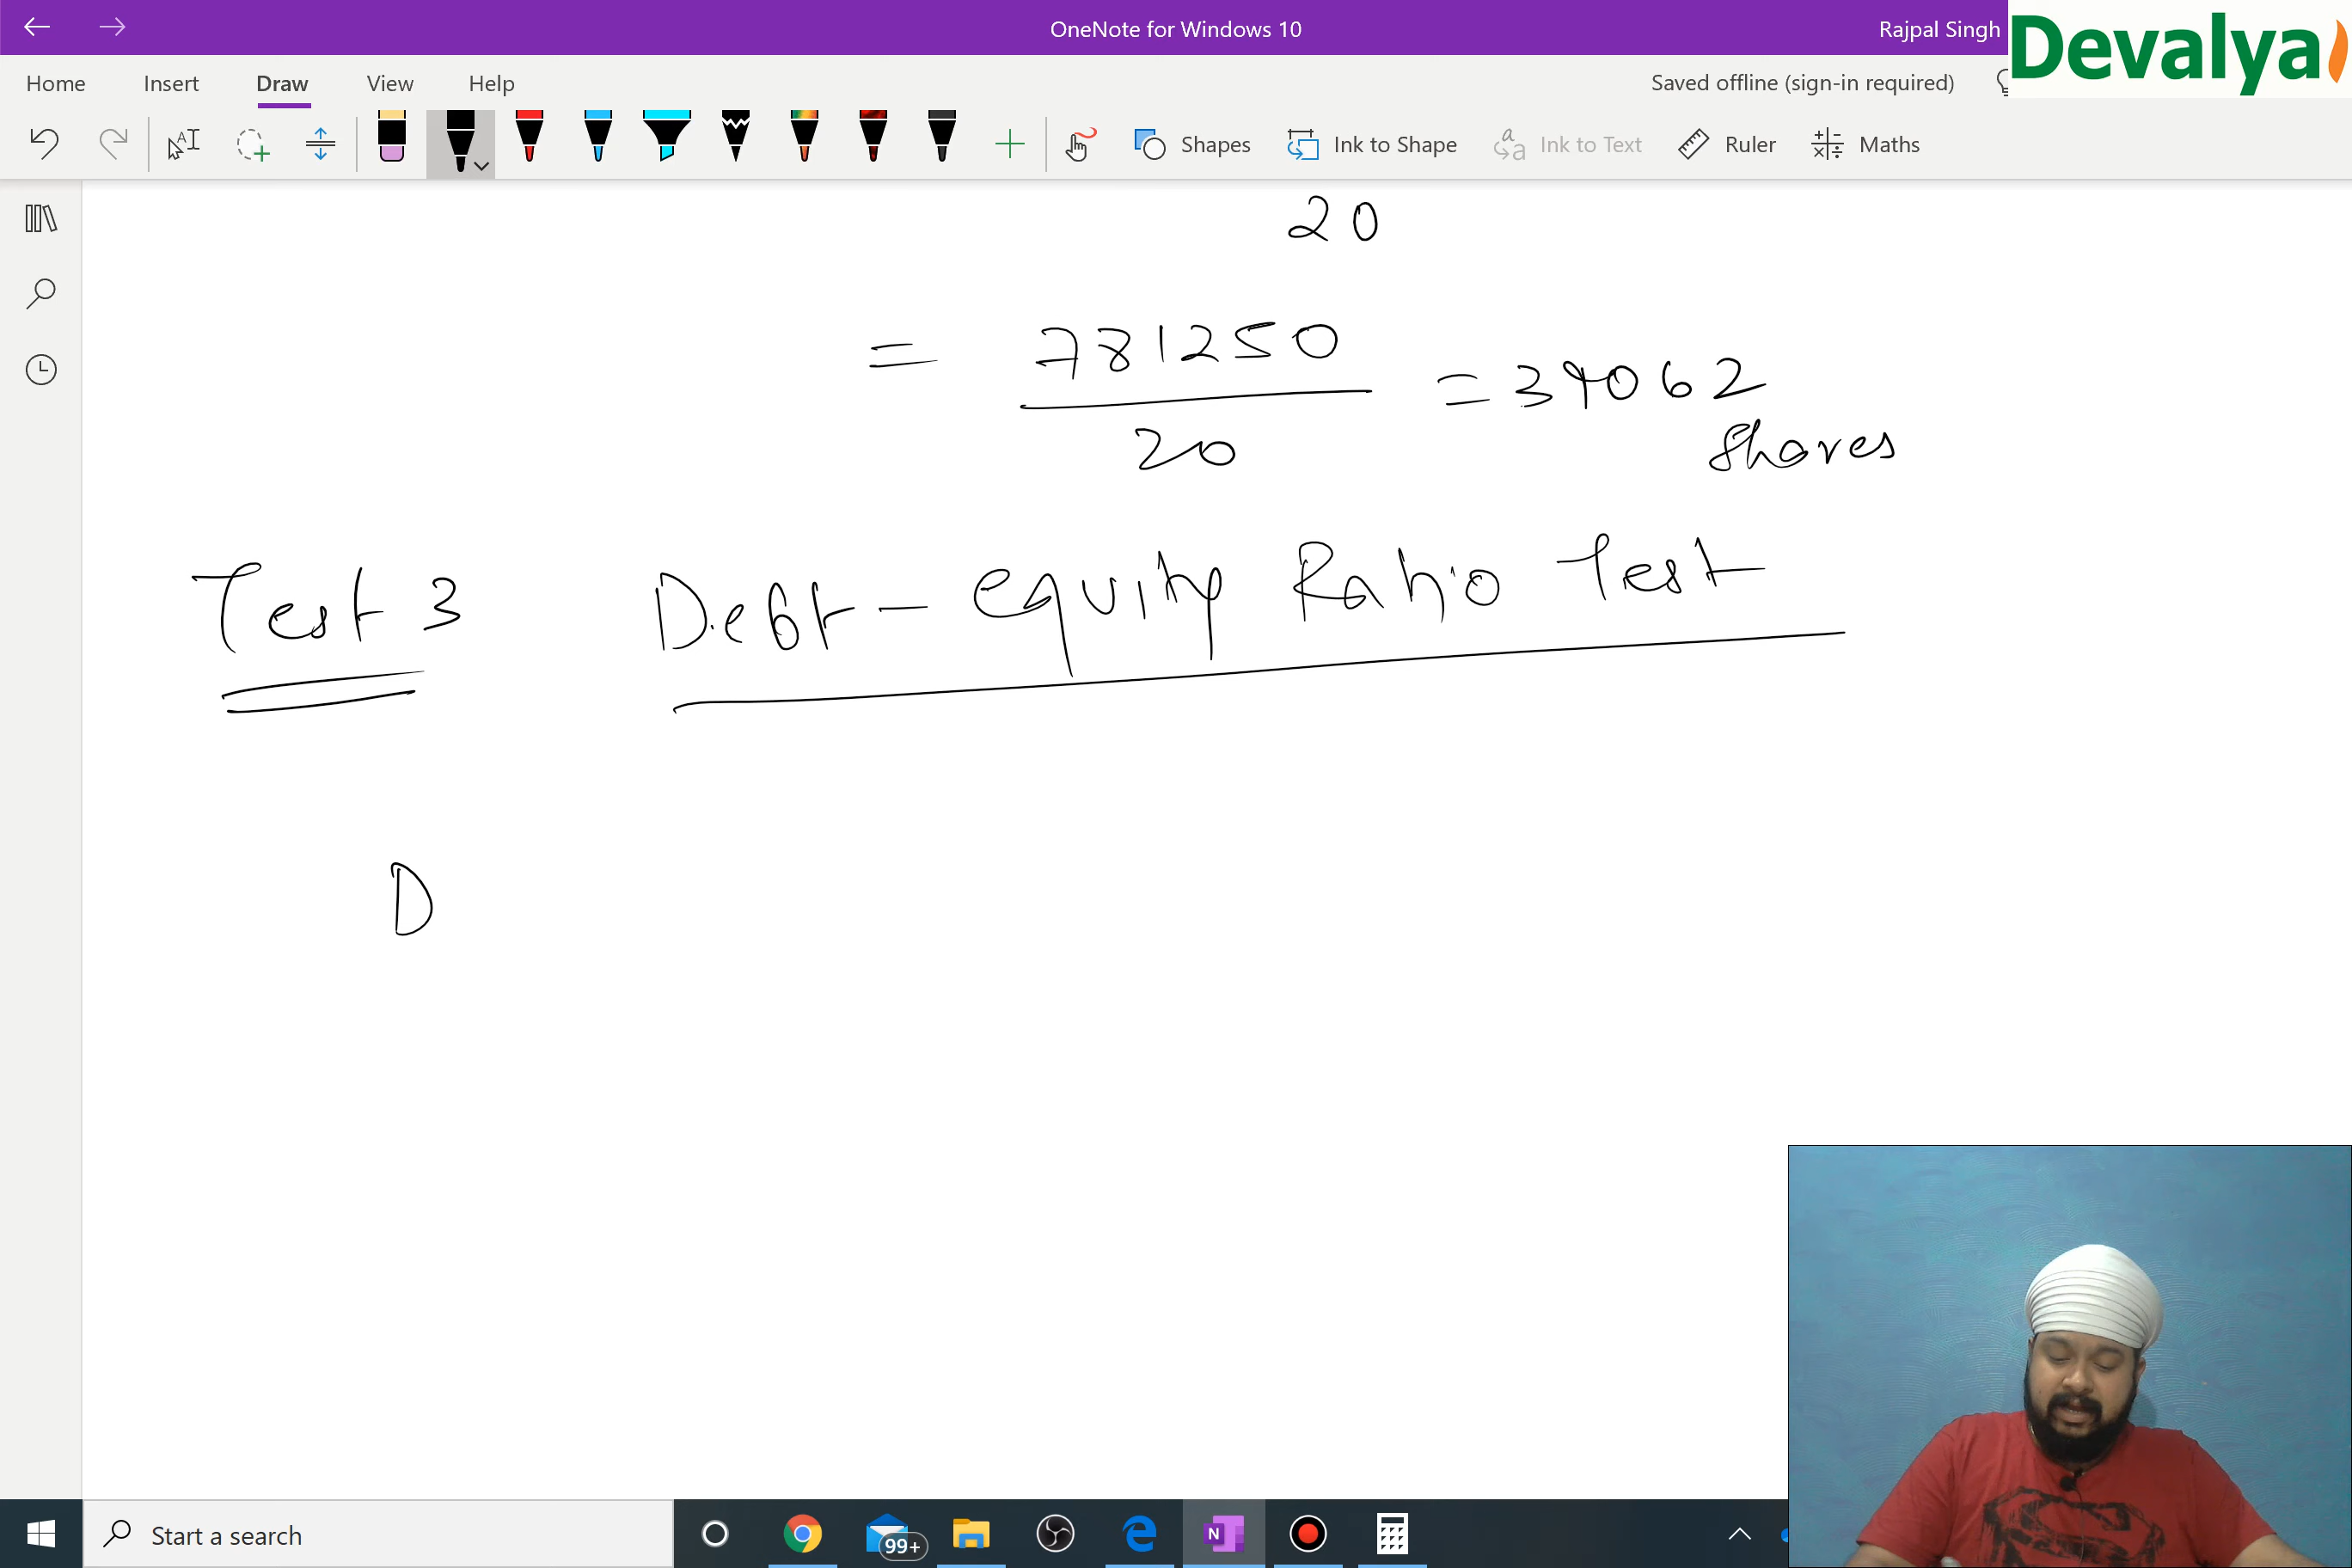 OneNote for Windows 10
Rajpal Singh
Devalya
Home Insert Draw View Help
Saved offline (sign-in required)
Shapes Ink to Shape Ink to Text Ruler Maths
20
= 781250
20
= 39062
Shares
Test 3 Debt-equity Ratio Test
D
Start a search
99+
N